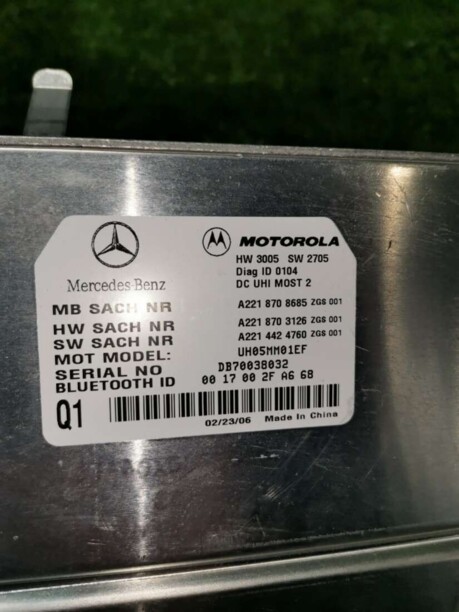 Mercedes-Benz
MOTOROLA
HW 3005 SW 2705
Diag ID 0104
DC UHI MOST 2
MB SACH NR A221 870 8685 ZGS 001
HW SACH NR A221 870 3126 ZGS 001
SW SACH NR A221 442 4760 ZGS 001
MOT MODEL: UH05MM01EF
SERIAL NO DB70038032
BLUETOOTH ID 00 17 00 2F A6 68
Q1
02/23/06 Made In China